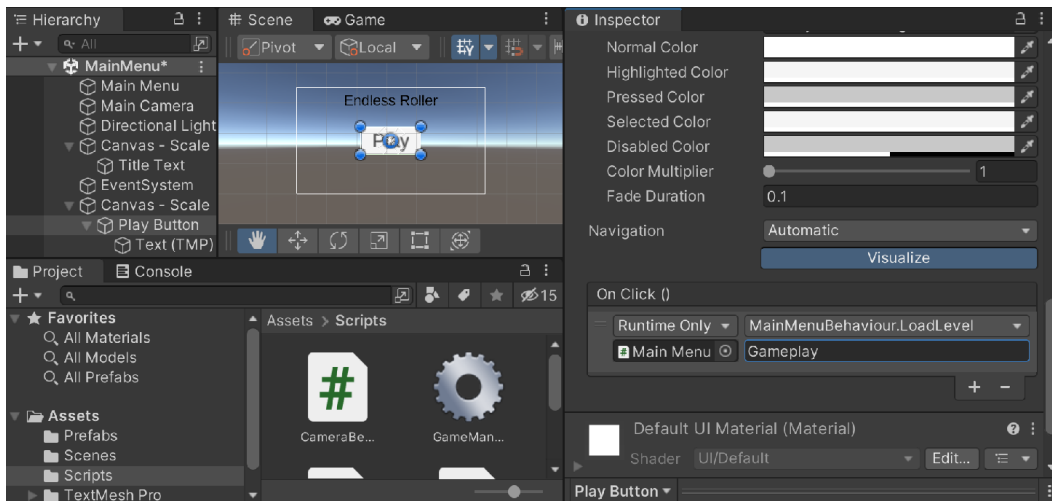 Hierarchy
All
MainMenu*
Main Menu
Main Camera
Directional Light
Canvas - Scale
Title Text
EventSystem
Canvas - Scale
Play Button
Text (TMP)
Scene
Game
Pivot
Local
Endless Roller
Play
Project
Console
15
Favorites
All Materials
All Models
All Prefabs
Assets
Prefabs
Scenes
Scripts
TextMesh Pro
Assets > Scripts
#
CameraBe...
GameMan...
Inspector
Normal Color
Highlighted Color
Pressed Color
Selected Color
Disabled Color
Color Multiplier 1
Fade Duration 0.1
Navigation Automatic
Visualize
On Click ()
Runtime Only MainMenuBehaviour.LoadLevel
Main Menu Gameplay
+ −
Default UI Material (Material)
Shader UI/Default Edit...
Play Button